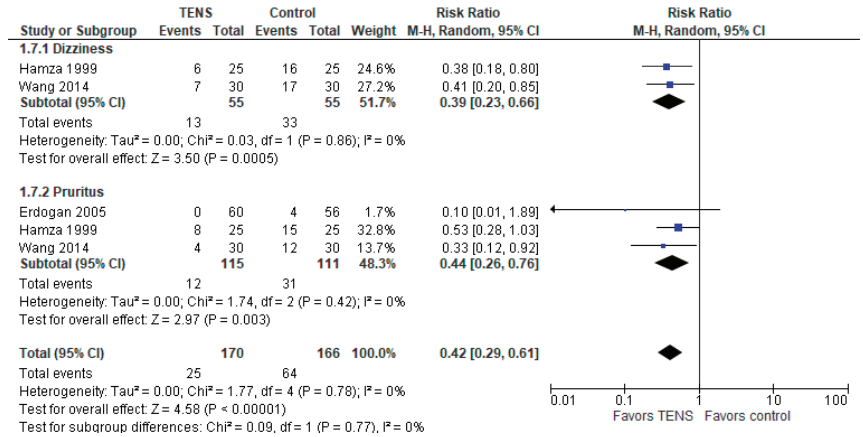 TENS Control Risk Ratio Risk Ratio
Study or Subgroup Events Total Events Total Weight M-H, Random, 95% CI M-H, Random, 95% CI
1.7.1 Dizziness
Hamza 1999 6 25 16 25 24.6% 0.38 [0.18, 0.80]
Wang 2014 7 30 17 30 27.2% 0.41 [0.20, 0.85]
Subtotal (95% CI) 55 55 51.7% 0.39 [0.23, 0.66]
Total events 13 33
Heterogeneity: Tau² = 0.00; Chi² = 0.03, df = 1 (P = 0.86); I² = 0%
Test for overall effect: Z = 3.50 (P = 0.0005)
1.7.2 Pruritus
Erdogan 2005 0 60 4 56 1.7% 0.10 [0.01, 1.89]
Hamza 1999 8 25 15 25 32.8% 0.53 [0.28, 1.03]
Wang 2014 4 30 12 30 13.7% 0.33 [0.12, 0.92]
Subtotal (95% CI) 115 111 48.3% 0.44 [0.26, 0.76]
Total events 12 31
Heterogeneity: Tau² = 0.00; Chi² = 1.74, df = 2 (P = 0.42); I² = 0%
Test for overall effect: Z = 2.97 (P = 0.003)
Total (95% CI) 170 166 100.0% 0.42 [0.29, 0.61]
Total events 25 64
Heterogeneity: Tau² = 0.00; Chi² = 1.77, df = 4 (P = 0.78); I² = 0%
Test for overall effect: Z = 4.58 (P < 0.00001)
Test for subgroup differences: Chi² = 0.09, df = 1 (P = 0.77), I² = 0%
0.01 0.1 1 10 100
Favors TENS Favors control